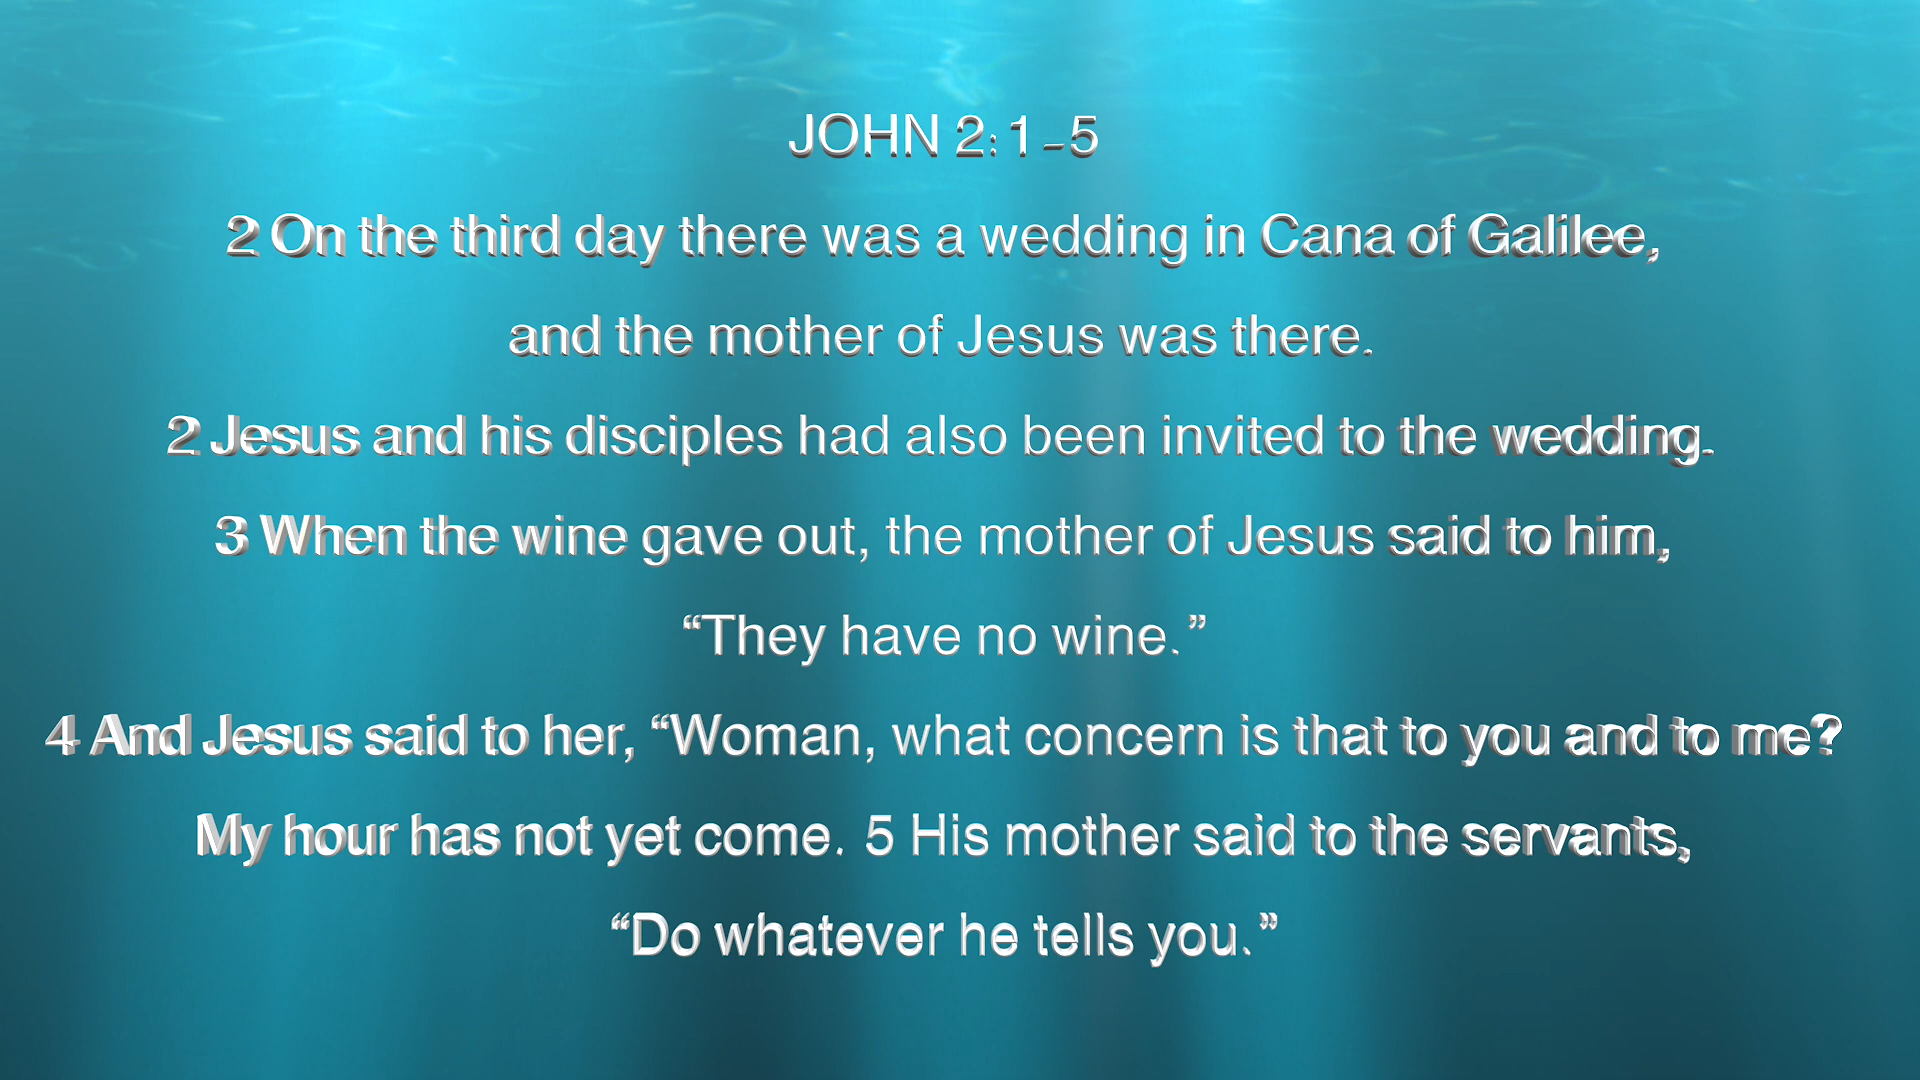 JOHN 2:1-5
2 On the third day there was a wedding in Cana of Galilee,
and the mother of Jesus was there.
2 Jesus and his disciples had also been invited to the wedding.
3 When the wine gave out, the mother of Jesus said to him,
“They have no wine.”
4 And Jesus said to her, “Woman, what concern is that to you and to me?
My hour has not yet come. 5 His mother said to the servants,
“Do whatever he tells you.”